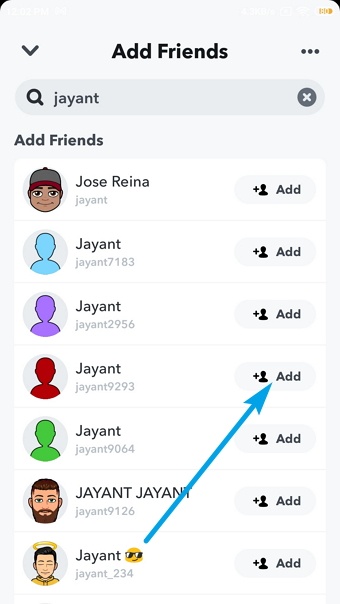 Add Friends
jayant
Add Friends
Jose Reina
jayant
Add
Jayant
jayant7183
Add
Jayant
jayant2956
Add
Jayant
jayant9293
Add
Jayant
jayant9064
Add
JAYANT JAYANT
jayant9126
Add
Jayant 😎
jayant_234
Add